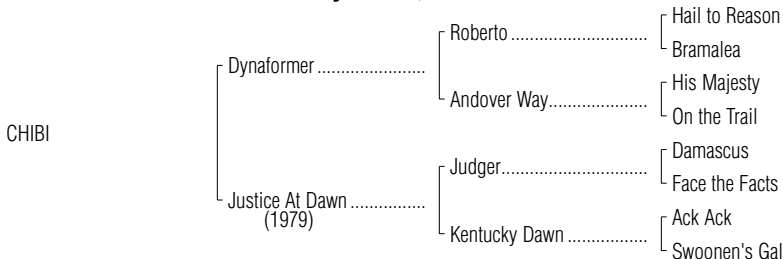 Hail to Reason
Roberto ..................................
Bramalea
Dynaformer ......................
His Majesty
Andover Way.........................
On the Trail
CHIBI
Damascus
Judger....................................
Face the Facts
Justice At Dawn ...............
(1979)
Ack Ack
Kentucky Dawn .....................
Swoonen's Gal